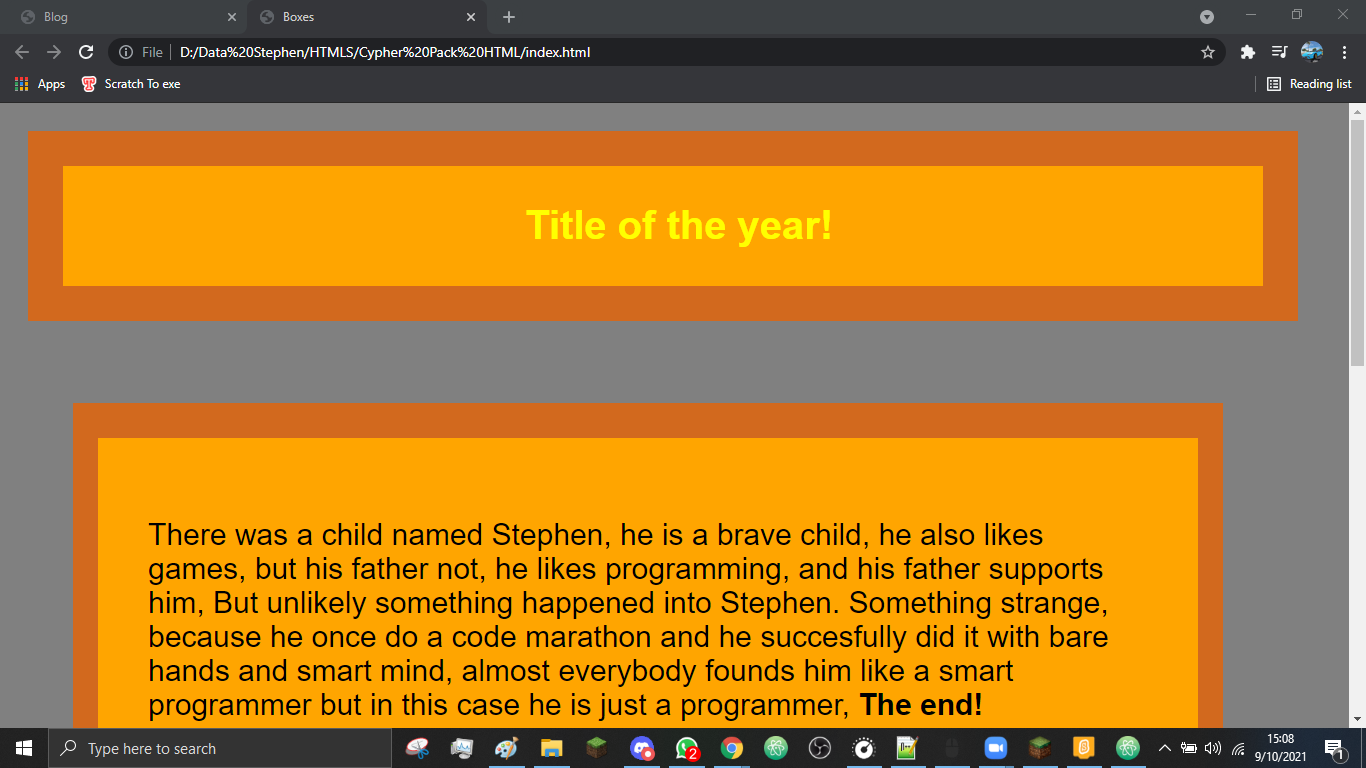 Blog
Boxes
File
D:/Data%20Stephen/HTMLS/Cypher%20Pack%20HTML/index.html
Apps
Scratch To exe
Reading list
Title of the year!
There was a child named Stephen, he is a brave child, he also likes
games, but his father not, he likes programming, and his father supports
him, But unlikely something happened into Stephen. Something strange,
because he once do a code marathon and he succesfully did it with bare
hands and smart mind, almost everybody founds him like a smart
programmer but in this case he is just a programmer, The end!
Type here to search
2
15:08
9/10/2021
1